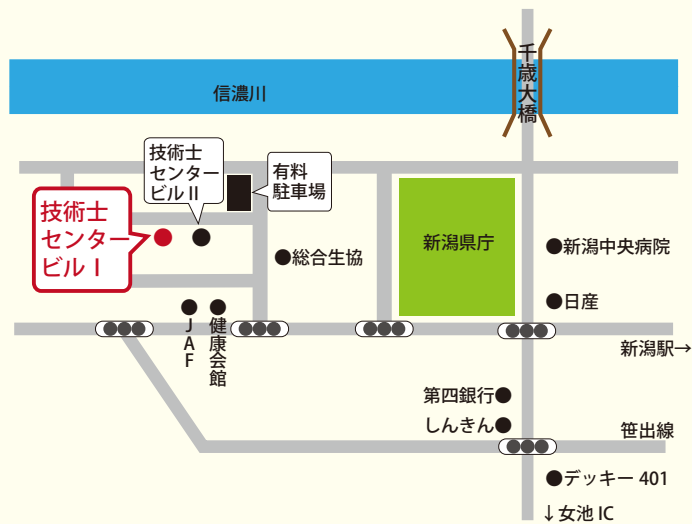 千歳大橋
信濃川
技術士
センター
ビルⅡ
有料
駐車場
技術士
センター
ビルⅠ
新潟県庁
●新潟中央病院
●総合生協
●日産
JAF
健康会館
新潟駅→
第四銀行●
しんきん●
笹出線
●デッキー 401
↓女池 IC